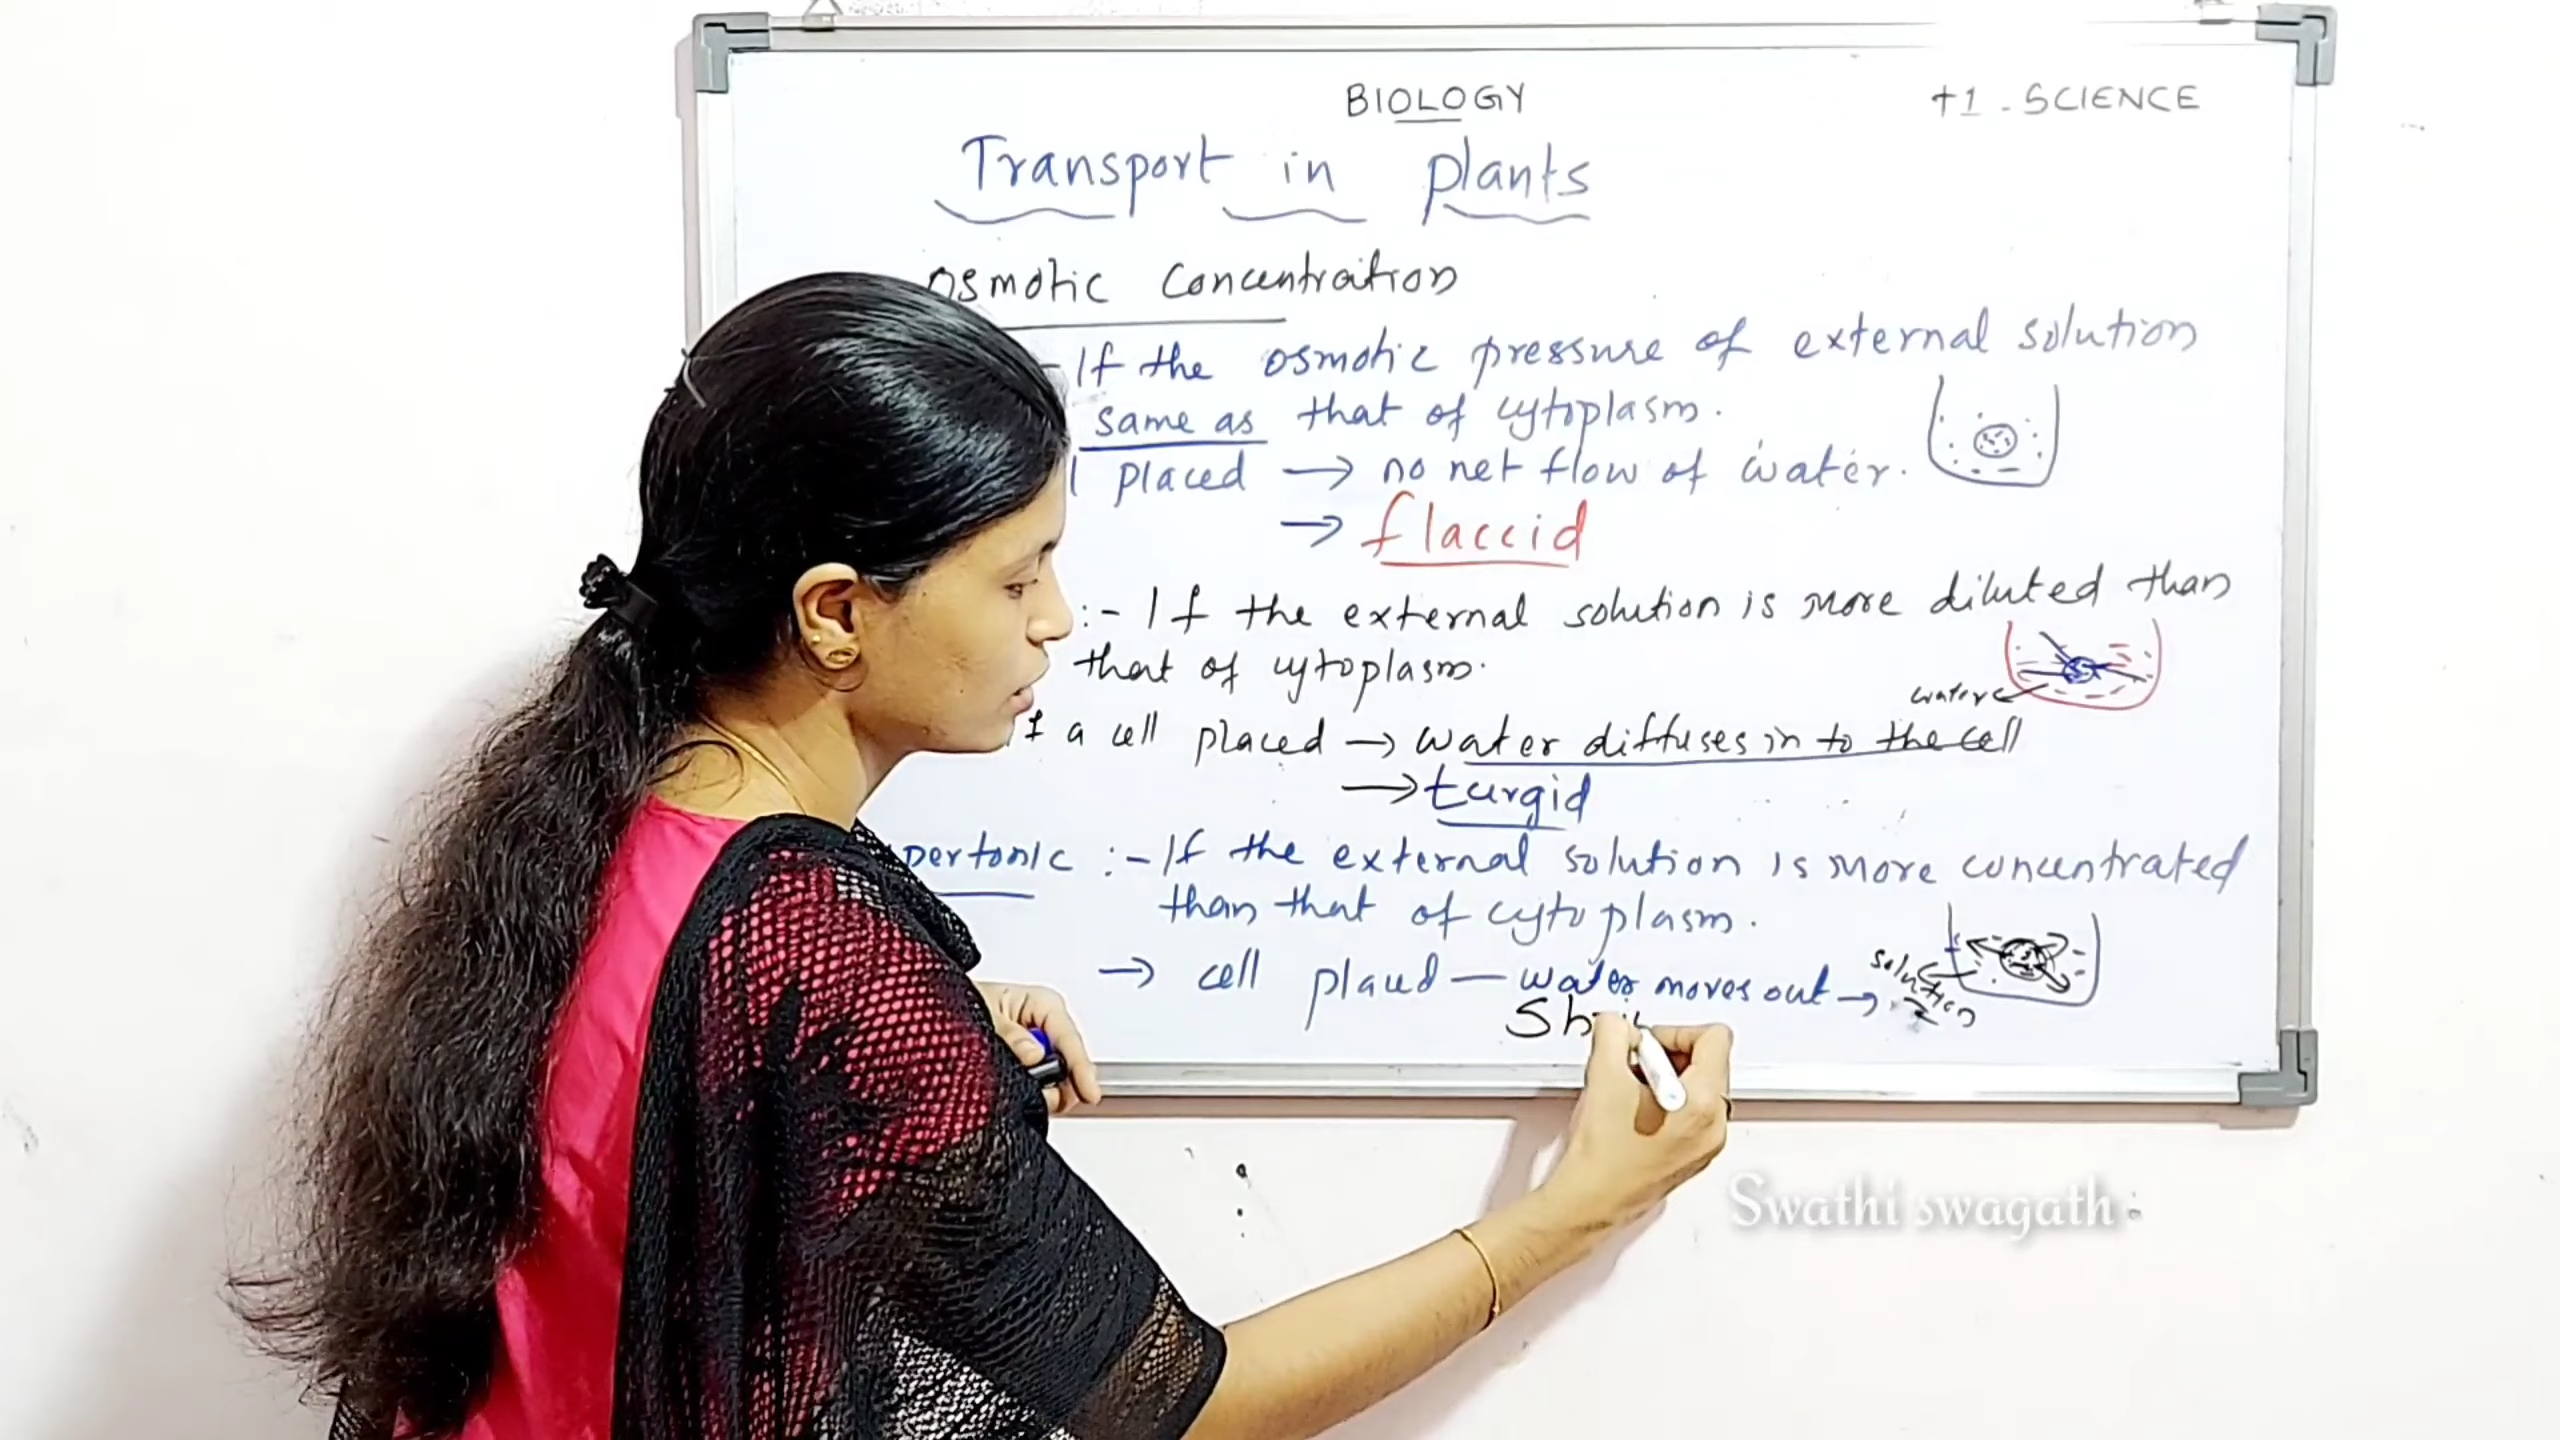 BIOLOGY
+1 - SCIENCE
Transport in plants
osmotic concentration
- If the osmotic pressure of external solution
same as that of cytoplasm.
placed → no net flow of water.
→ flaccid
:- If the external solution is more diluted than
that of cytoplasm.
water
a cell placed → water diffuses in to the cell
→ turgid
pertonic :- If the external solution is more concentrated
than that of cytoplasm.
solution
→ cell placed — water moves out →
Sh
Swathi swagath